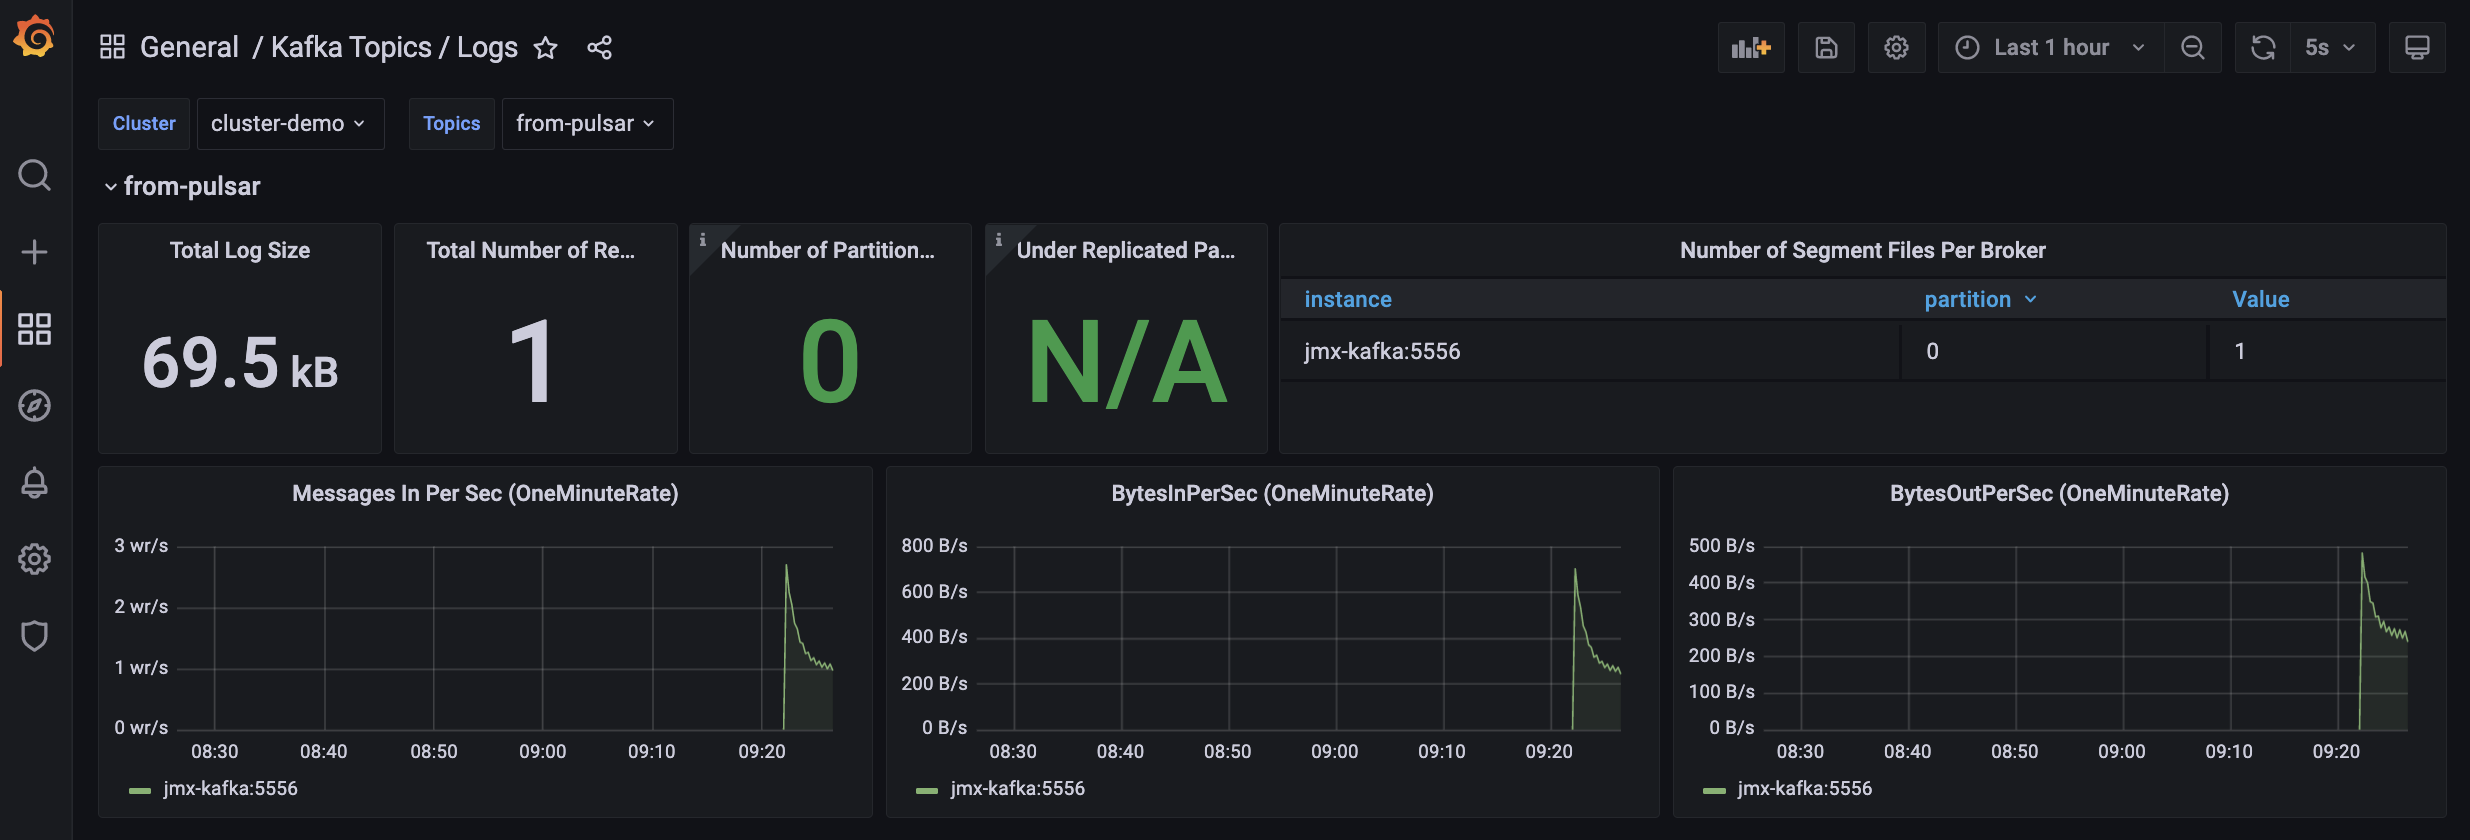 General / Kafka Topics / Logs
Last 1 hour
5s
Cluster
cluster-demo
Topics
from-pulsar
from-pulsar
Total Log Size
69.5 kB
Total Number of Re...
1
i
Number of Partition...
0
i
Under Replicated Pa...
N/A
Number of Segment Files Per Broker
instance partition Value
jmx-kafka:5556 0 1
Messages In Per Sec (OneMinuteRate)
3 wr/s
2 wr/s
1 wr/s
0 wr/s
08:30 08:40 08:50 09:00 09:10 09:20
jmx-kafka:5556
BytesInPerSec (OneMinuteRate)
800 B/s
600 B/s
400 B/s
200 B/s
0 B/s
08:30 08:40 08:50 09:00 09:10 09:20
jmx-kafka:5556
BytesOutPerSec (OneMinuteRate)
500 B/s
400 B/s
300 B/s
200 B/s
100 B/s
0 B/s
08:30 08:40 08:50 09:00 09:10 09:20
jmx-kafka:5556